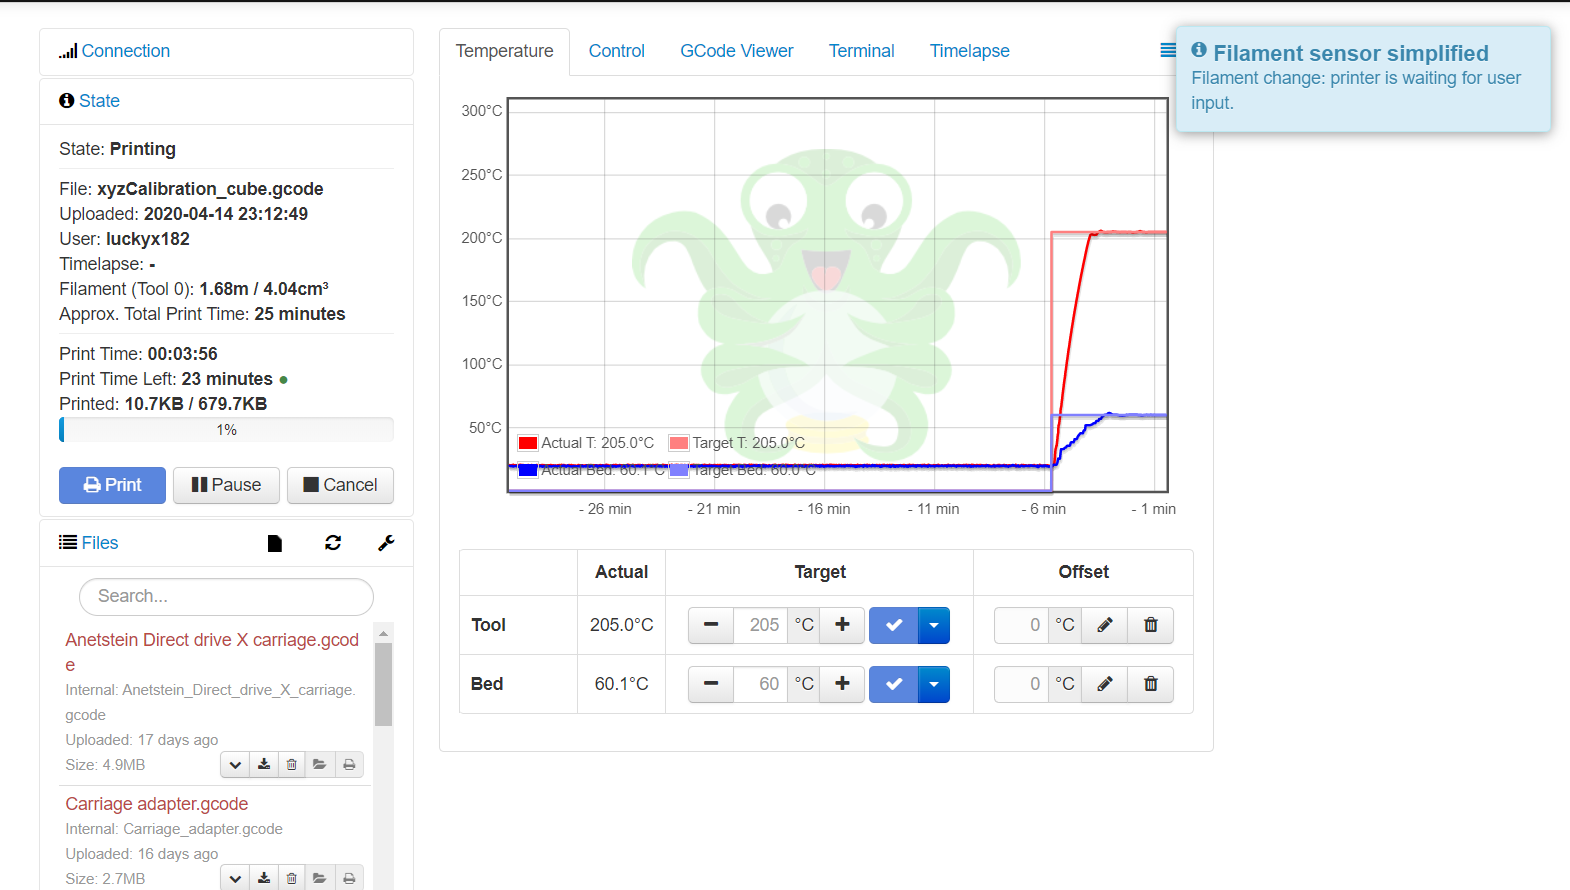 Connection
State
State: Printing
File: xyzCalibration_cube.gcode
Uploaded: 2020-04-14 23:12:49
User: luckyx182
Timelapse: -
Filament (Tool 0): 1.68m / 4.04cm³
Approx. Total Print Time: 25 minutes
Print Time: 00:03:56
Print Time Left: 23 minutes
Printed: 10.7KB / 679.7KB
1%
Print Pause Cancel
Files
Search...
Anetstein Direct drive X carriage.gcod
e
Internal: Anetstein_Direct_drive_X_carriage.
gcode
Uploaded: 17 days ago
Size: 4.9MB
Carriage adapter.gcode
Internal: Carriage_adapter.gcode
Uploaded: 16 days ago
Size: 2.7MB
Temperature Control GCode Viewer Terminal Timelapse
300°C
250°C
200°C
150°C
100°C
50°C
Actual T: 205.0°C Target T: 205.0°C
Actual Bed: 60.1°C Target Bed: 60.0°C
- 26 min - 21 min - 16 min - 11 min - 6 min - 1 min
Actual Target Offset
Tool 205.0°C 205 °C 0 °C
Bed 60.1°C 60 °C 0 °C
Filament sensor simplified
Filament change: printer is waiting for user
input.